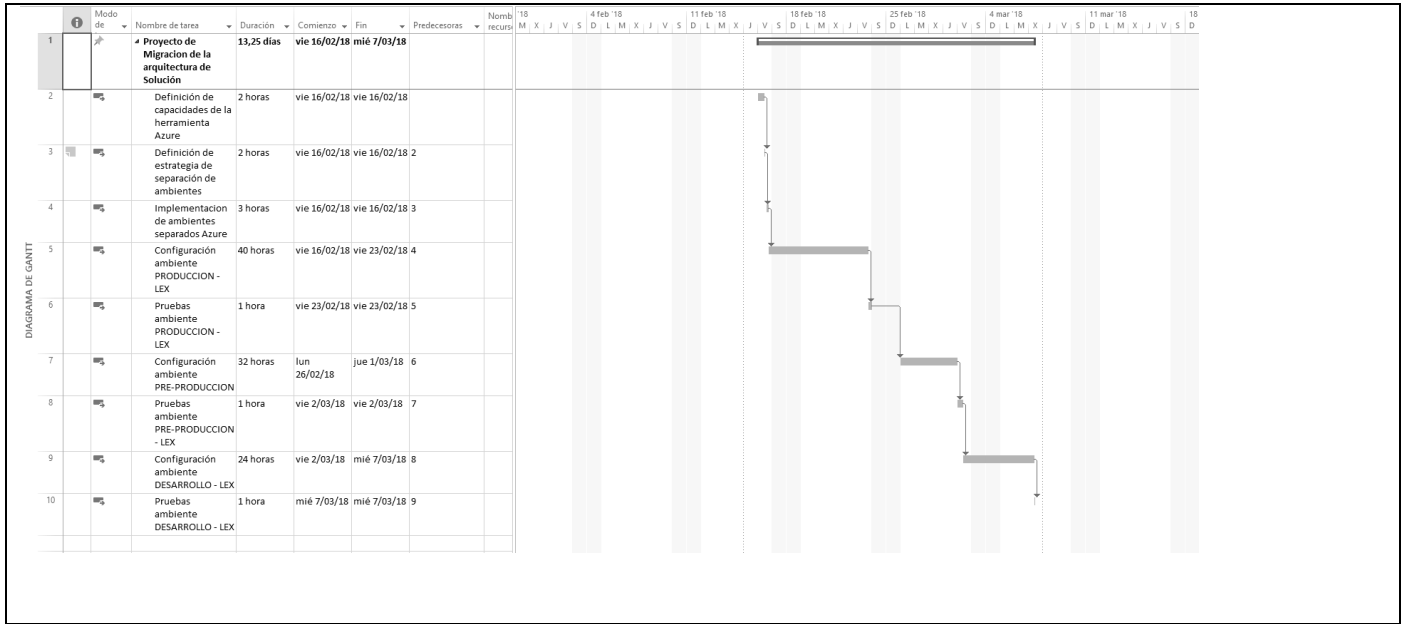 Modo de
Nombre de tarea
Duración
Comienzo
Fin
Predecesoras
Nomb
recurs
'18
4 feb '18
11 feb '18
18 feb '18
25 feb '18
4 mar '18
11 mar '18
18
M X J V S D L M X J V S D L M X J V S D L M X J V S D L M X J V S D L M X J V S D L M X J V S D
DIAGRAMA DE GANTT
1
Proyecto de
Migracion de la
arquitectura de
Solución
13,25 días
vie 16/02/18
mié 7/03/18
2
Definición de
capacidades de la
herramienta
Azure
2 horas
vie 16/02/18
vie 16/02/18
3
Definición de
estrategia de
separación de
ambientes
2 horas
vie 16/02/18
vie 16/02/18
2
4
Implementacion
de ambientes
separados Azure
3 horas
vie 16/02/18
vie 16/02/18
3
5
Configuración
ambiente
PRODUCCION -
LEX
40 horas
vie 16/02/18
vie 23/02/18
4
6
Pruebas
ambiente
PRODUCCION -
LEX
1 hora
vie 23/02/18
vie 23/02/18
5
7
Configuración
ambiente
PRE-PRODUCCION
32 horas
lun
26/02/18
jue 1/03/18
6
8
Pruebas
ambiente
PRE-PRODUCCION
- LEX
1 hora
vie 2/03/18
vie 2/03/18
7
9
Configuración
ambiente
DESARROLLO - LEX
24 horas
vie 2/03/18
mié 7/03/18
8
10
Pruebas
ambiente
DESARROLLO - LEX
1 hora
mié 7/03/18
mié 7/03/18
9